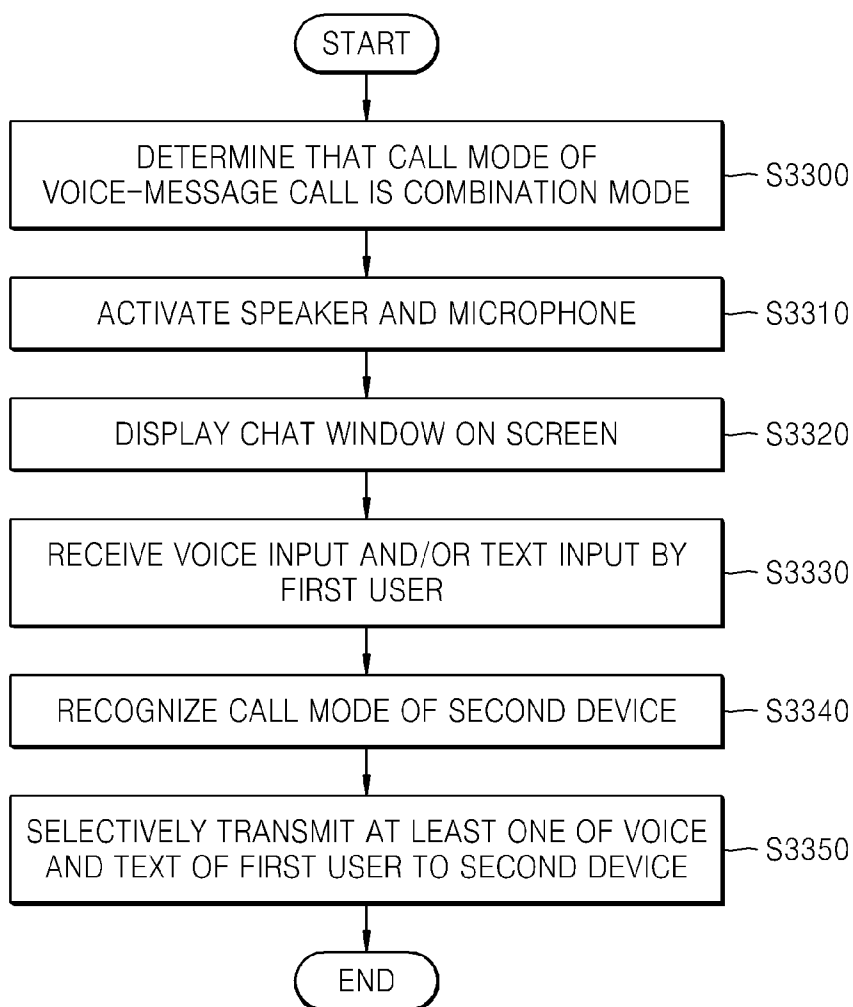 START
DETERMINE THAT CALL MODE OF
VOICE-MESSAGE CALL IS COMBINATION MODE
S3300
ACTIVATE SPEAKER AND MICROPHONE
S3310
DISPLAY CHAT WINDOW ON SCREEN
S3320
RECEIVE VOICE INPUT AND/OR TEXT INPUT BY
FIRST USER
S3330
RECOGNIZE CALL MODE OF SECOND DEVICE
S3340
SELECTIVELY TRANSMIT AT LEAST ONE OF VOICE
AND TEXT OF FIRST USER TO SECOND DEVICE
S3350
END